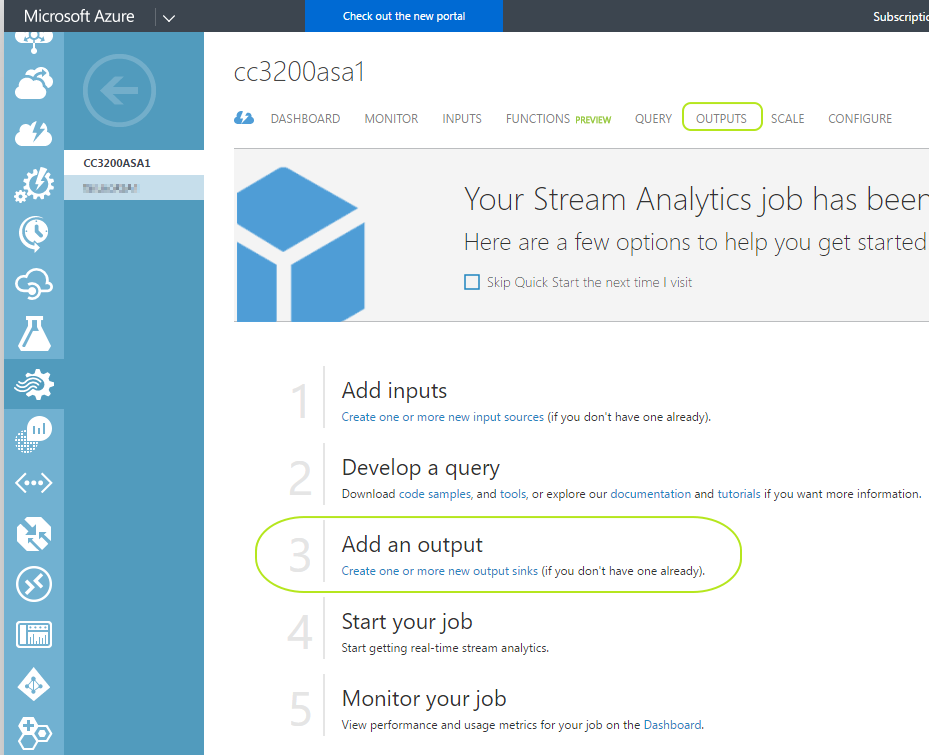 Microsoft Azure
Check out the new portal
cc3200asa1
DASHBOARD MONITOR INPUTS FUNCTIONS PREVIEW QUERY OUTPUTS SCALE CONFIGURE
CC3200ASA1
Your Stream Analytics job has been
Here are a few options to help you get started
Skip Quick Start the next time I visit
1 Add inputs
Create one or more new input sources (if you don't have one already).
2 Develop a query
Download code samples, and tools, or explore our documentation and tutorials if you want more information.
3 Add an output
Create one or more new output sinks (if you don't have one already).
4 Start your job
Start getting real-time stream analytics.
5 Monitor your job
View performance and usage metrics for your job on the Dashboard.